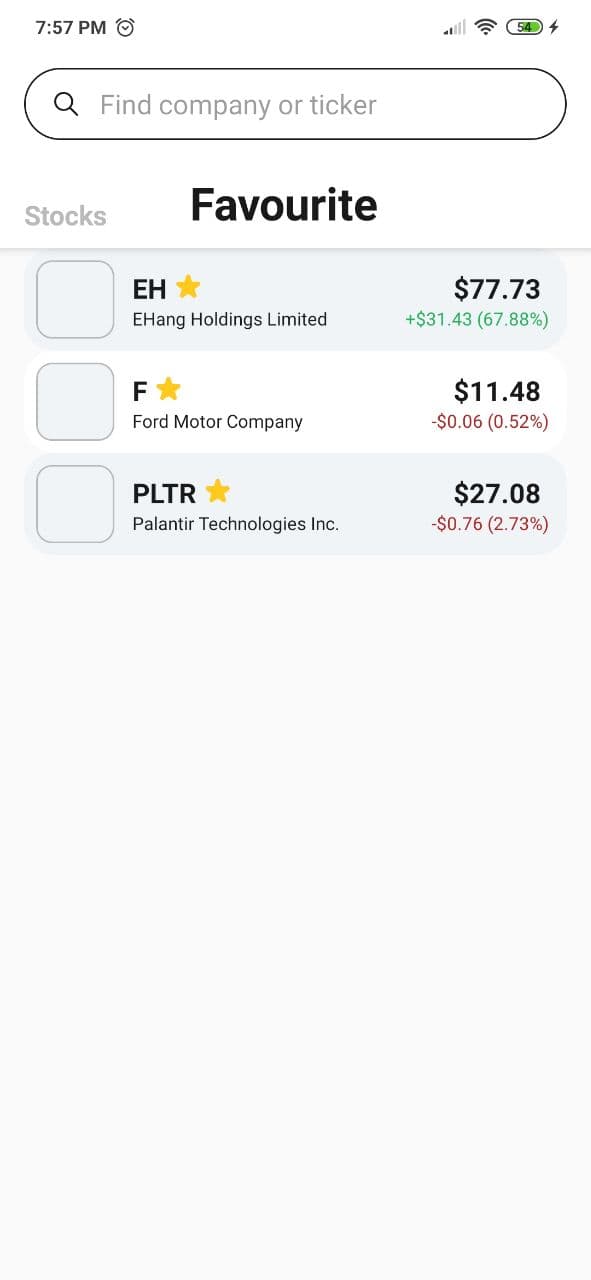 7:57 PM
54
Find company or ticker
Stocks
Favourite
EH
$77.73
EHang Holdings Limited
+$31.43 (67.88%)
F
$11.48
Ford Motor Company
-$0.06 (0.52%)
PLTR
$27.08
Palantir Technologies Inc.
-$0.76 (2.73%)